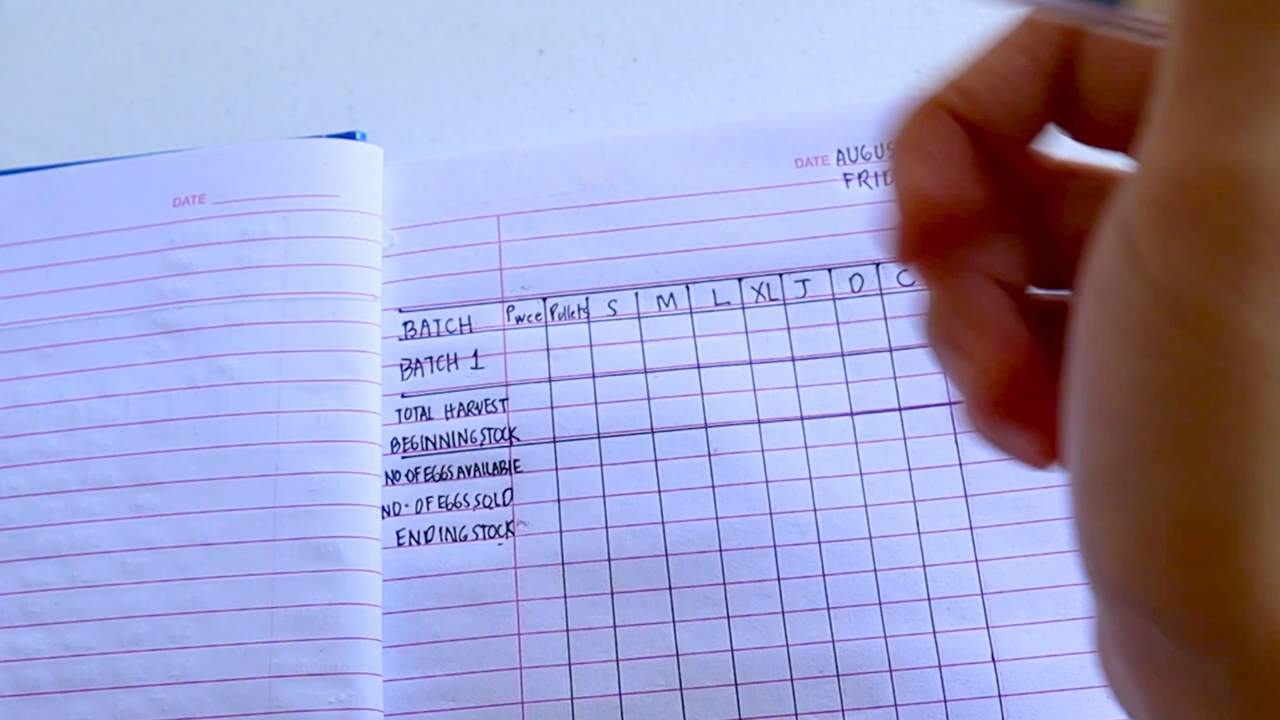 DATE
DATE AUGUS
FRID
BATCH Pwee Pullets S M L XL J D C
BATCH 1
TOTAL HARVEST
BEGINNING STOCK
NO. OF EGGS AVAILABLE
NO. OF EGGS SOLD
ENDING STOCK